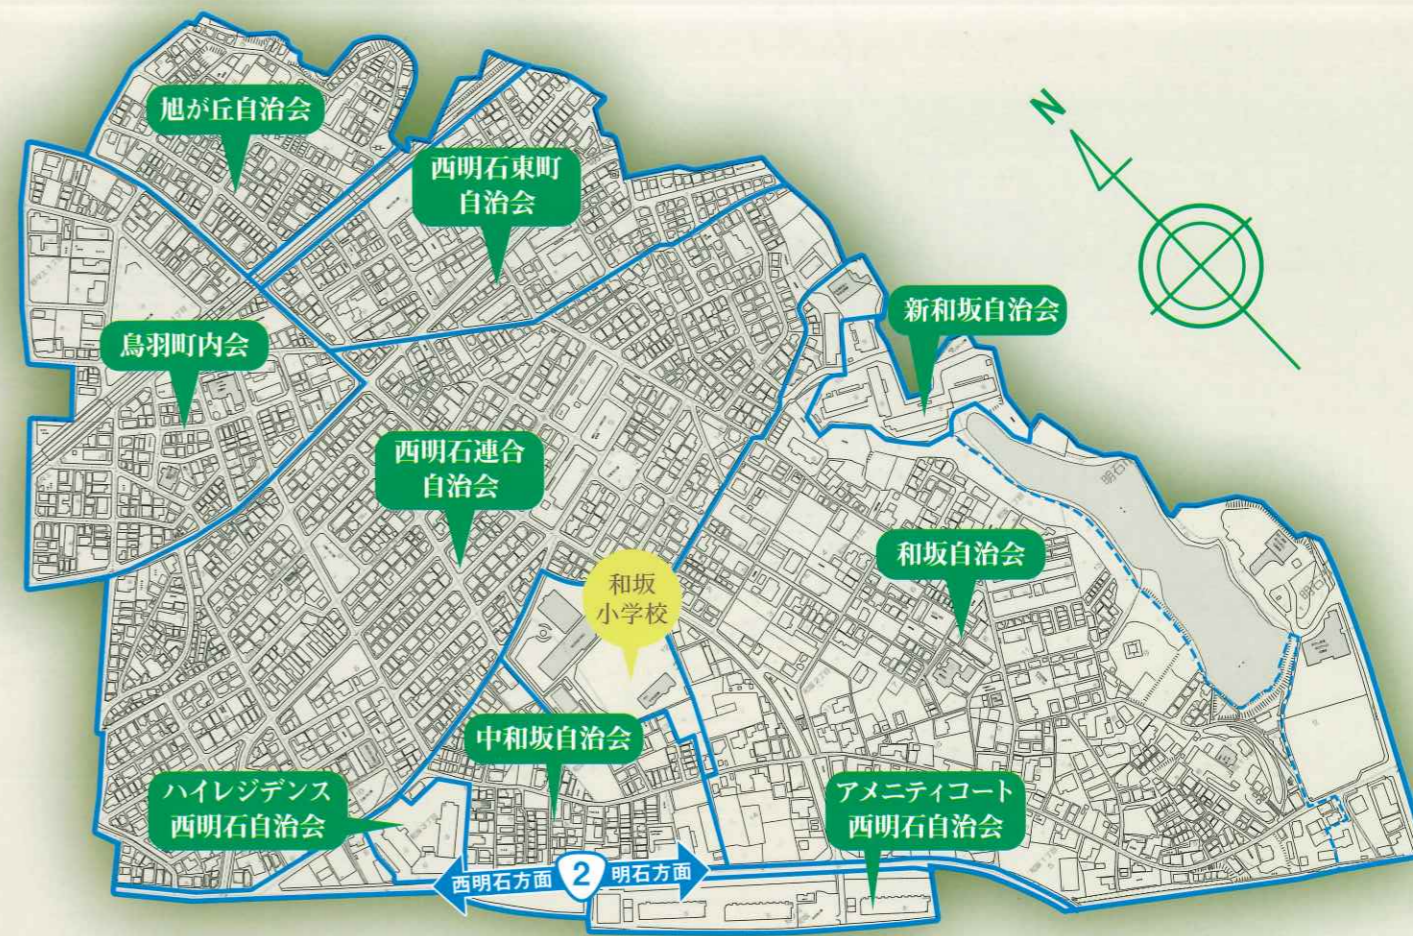 N
旭が丘自治会
西明石東町
自治会
新和坂自治会
鳥羽町内会
西明石連合
自治会
和坂自治会
和坂
小学校
中和坂自治会
ハイレジデンス
西明石自治会
アメニティコート
西明石自治会
西明石方面
2
明石方面